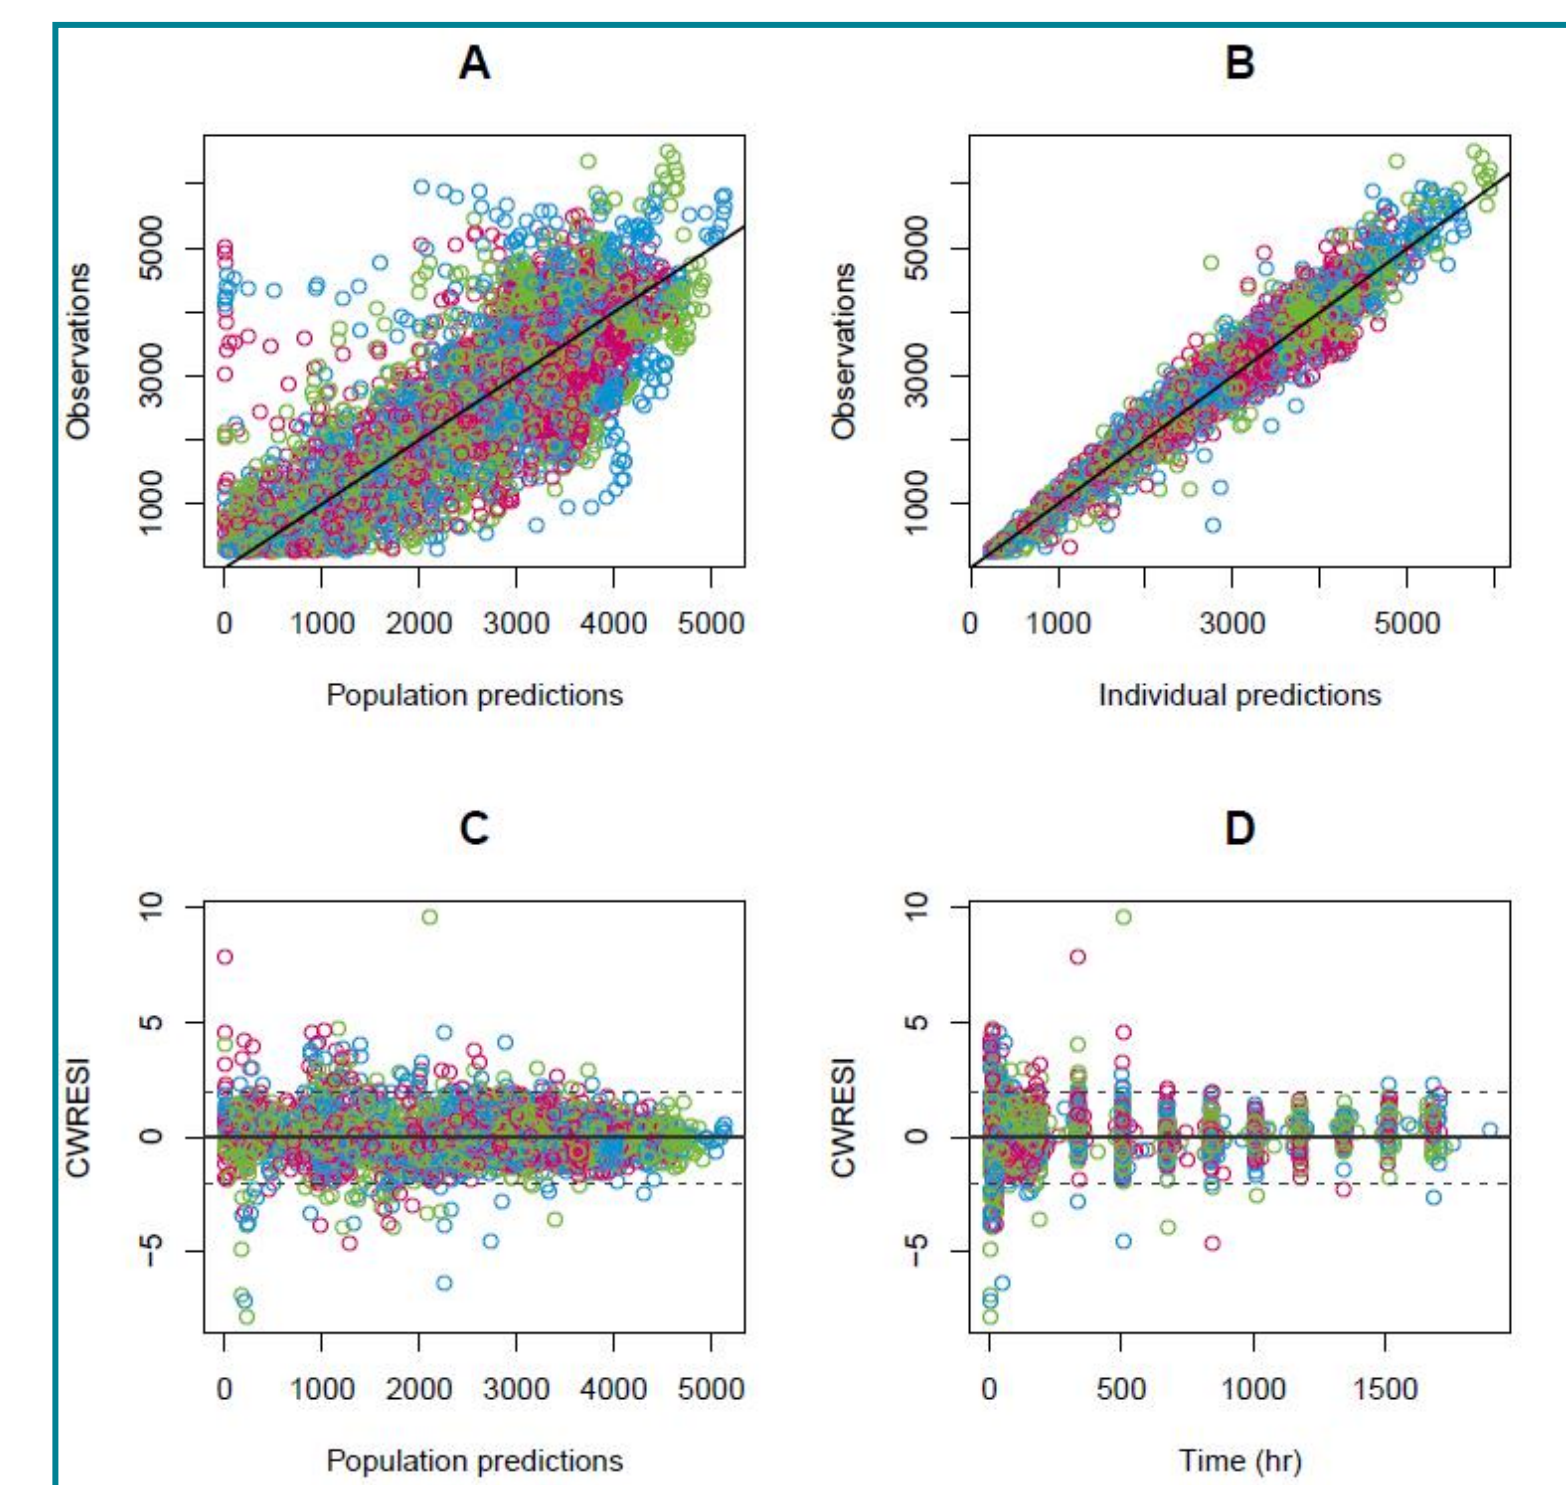 A
Observations
1000 3000 5000
0 1000 2000 3000 4000 5000
Population predictions
B
Observations
1000 3000 5000
0 1000 3000 5000
Individual predictions
C
CWRESI
−5 0 5 10
0 1000 2000 3000 4000 5000
Population predictions
D
CWRESI
−5 0 5 10
0 500 1000 1500
Time (hr)